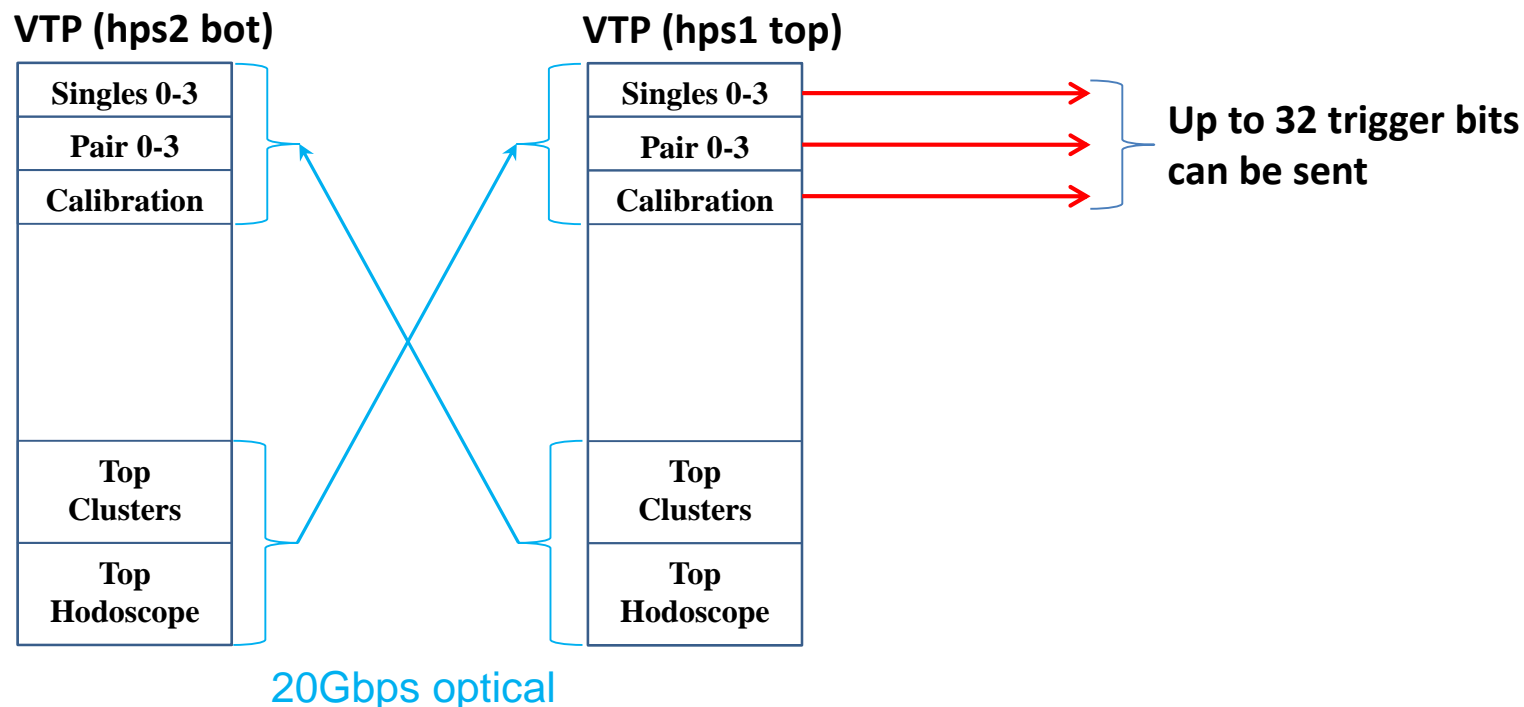 VTP (hps2 bot)
Singles 0-3
Pair 0-3
Calibration
Top
Clusters
Top
Hodoscope
VTP (hps1 top)
Singles 0-3
Pair 0-3
Calibration
Top
Clusters
Top
Hodoscope
Up to 32 trigger bits
can be sent
20Gbps optical